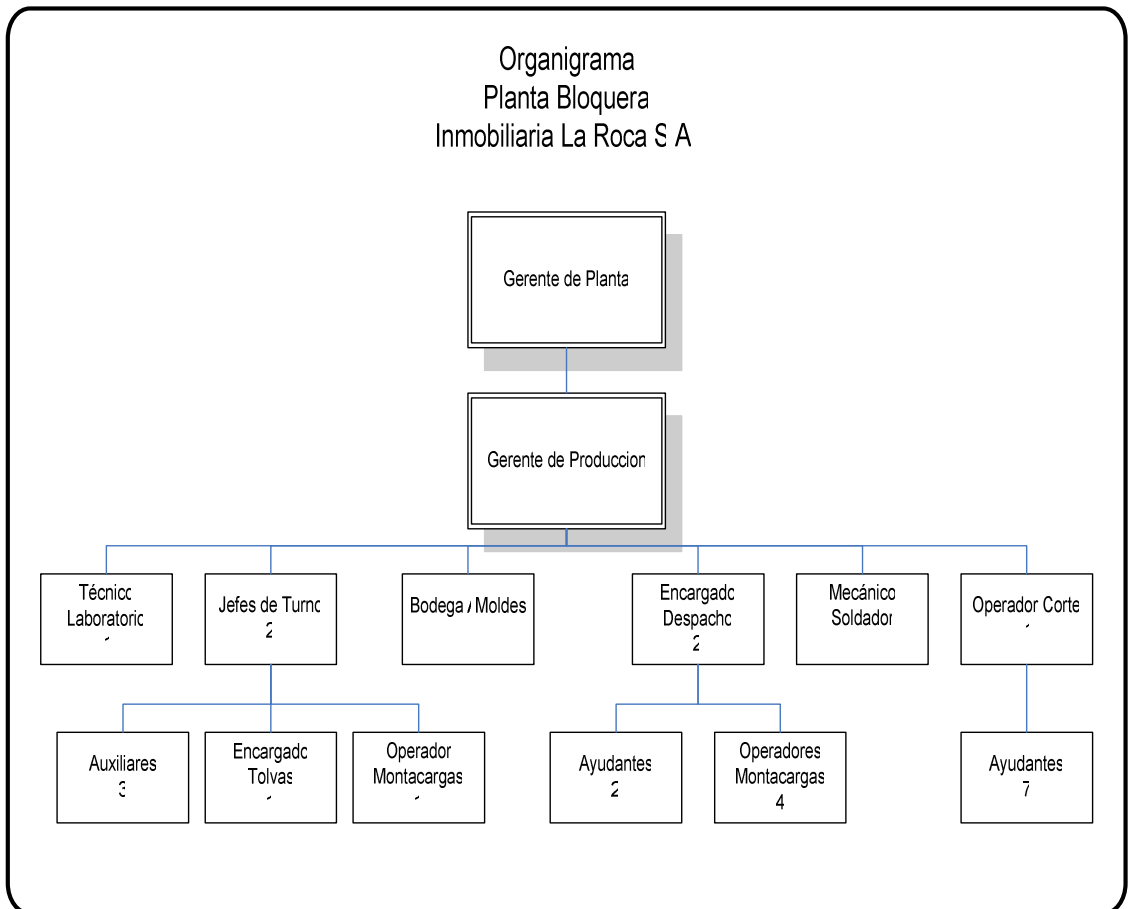 Organigrama
Planta Bloquera
Inmobiliaria La Roca S A
Gerente de Planta
Gerente de Produccion
Técnico
Laboratorio
Jefes de Turno
2
Bodega / Moldes
Encargado
Despacho
2
Mecánico
Soldador
Operador Corte
Auxiliares
3
Encargado
Tolvas
Operador
Montacargas
Ayudantes
2
Operadores
Montacargas
4
Ayudantes
7